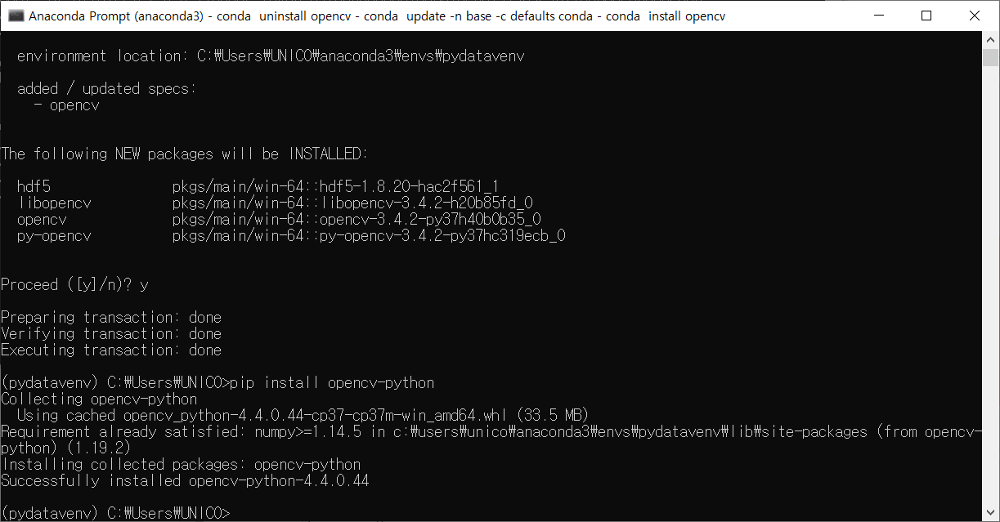 Anaconda Prompt (anaconda3) - conda  uninstall opencv - conda  update -n base -c defaults conda - conda  install opencv
environment location: C:₩Users₩UNICO₩anaconda3₩envs₩pydatavenv
added / updated specs:
- opencv
The following NEW packages will be INSTALLED:
hdf5 pkgs/main/win-64::hdf5-1.8.20-hac2f561_1
libopencv pkgs/main/win-64::libopencv-3.4.2-h20b85fd_0
opencv pkgs/main/win-64::opencv-3.4.2-py37h40b0b35_0
py-opencv pkgs/main/win-64::py-opencv-3.4.2-py37hc319ecb_0
Proceed ([y]/n)? y
Preparing transaction: done
Verifying transaction: done
Executing transaction: done
(pydatavenv) C:₩Users₩UNICO>pip install opencv-python
Collecting opencv-python
Using cached opencv_python-4.4.0.44-cp37-cp37m-win_amd64.whl (33.5 MB)
Requirement already satisfied: numpy>=1.14.5 in c:₩users₩unico₩anaconda3₩envs₩pydatavenv₩lib₩site-packages (from opencv-
python) (1.19.2)
Installing collected packages: opencv-python
Successfully installed opencv-python-4.4.0.44
(pydatavenv) C:₩Users₩UNICO>